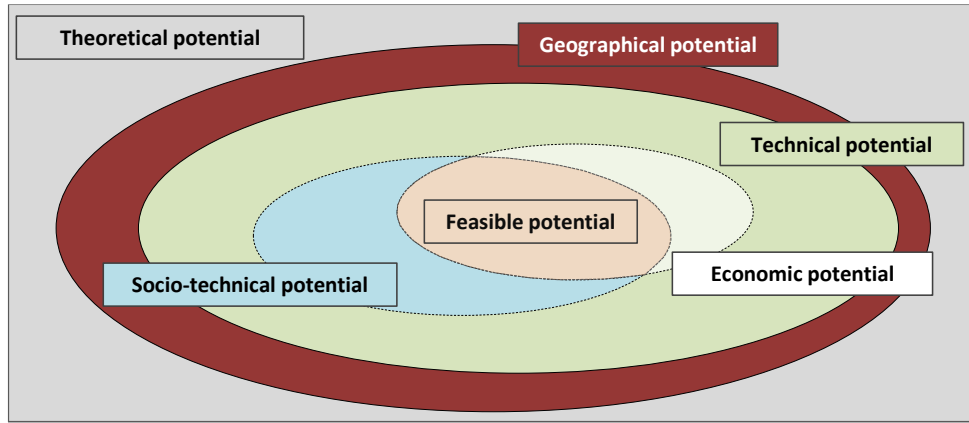 Theoretical potential
Geographical potential
Technical potential
Feasible potential
Socio-technical potential
Economic potential